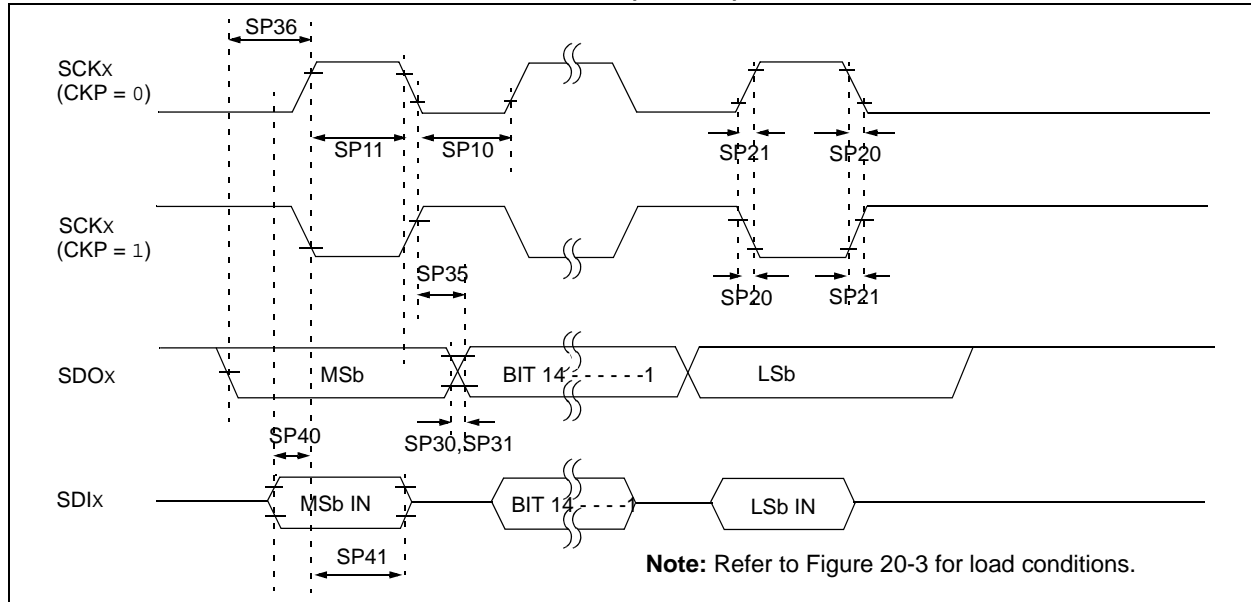 SP36
SCKX
(CKP = 0)
SP11
SP10
SP21
SP20
SCKX
(CKP = 1)
SP35
SP20
SP21
SDOX
MSb
BIT 14 - - - - - -1
LSb
SP40
SP30,SP31
SDIX
MSb IN
BIT 14 - - - - -1
LSb IN
SP41
Note: Refer to Figure 20-3 for load conditions.